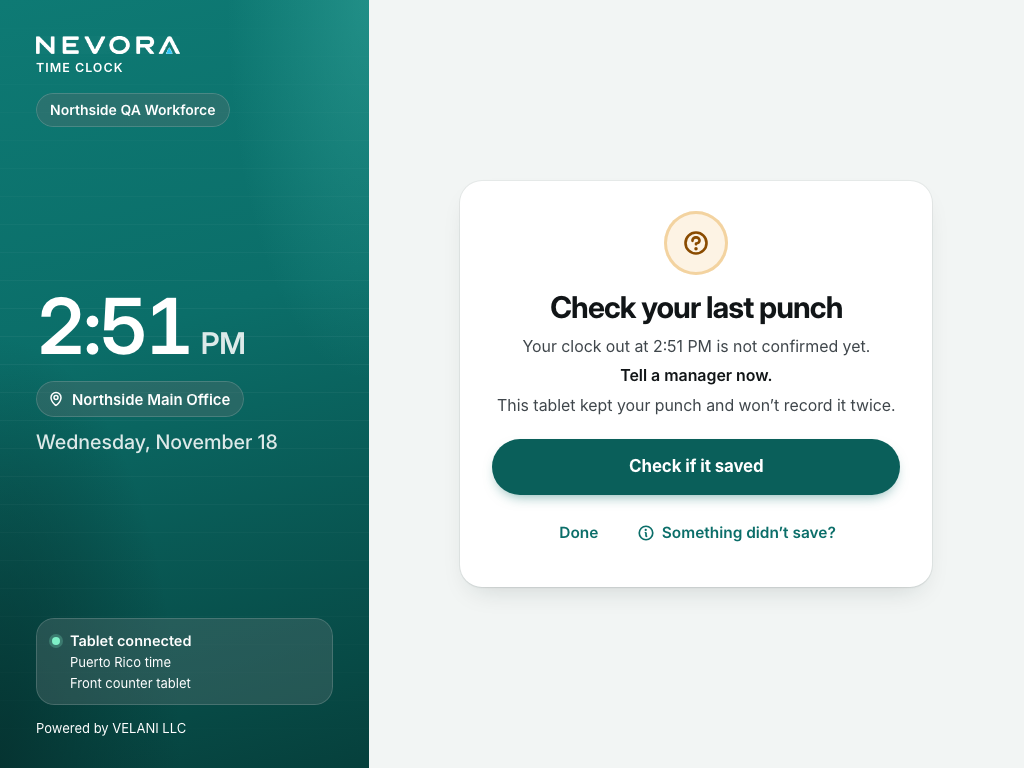 NEVORA
TIME CLOCK
Northside QA Workforce
2:51 PM
Northside Main Office
Wednesday, November 18
Tablet connected
Puerto Rico time
Front counter tablet
Powered by VELANI LLC
Check your last punch
Your clock out at 2:51 PM is not confirmed yet.
Tell a manager now.
This tablet kept your punch and won’t record it twice.
Check if it saved
Done
Something didn’t save?